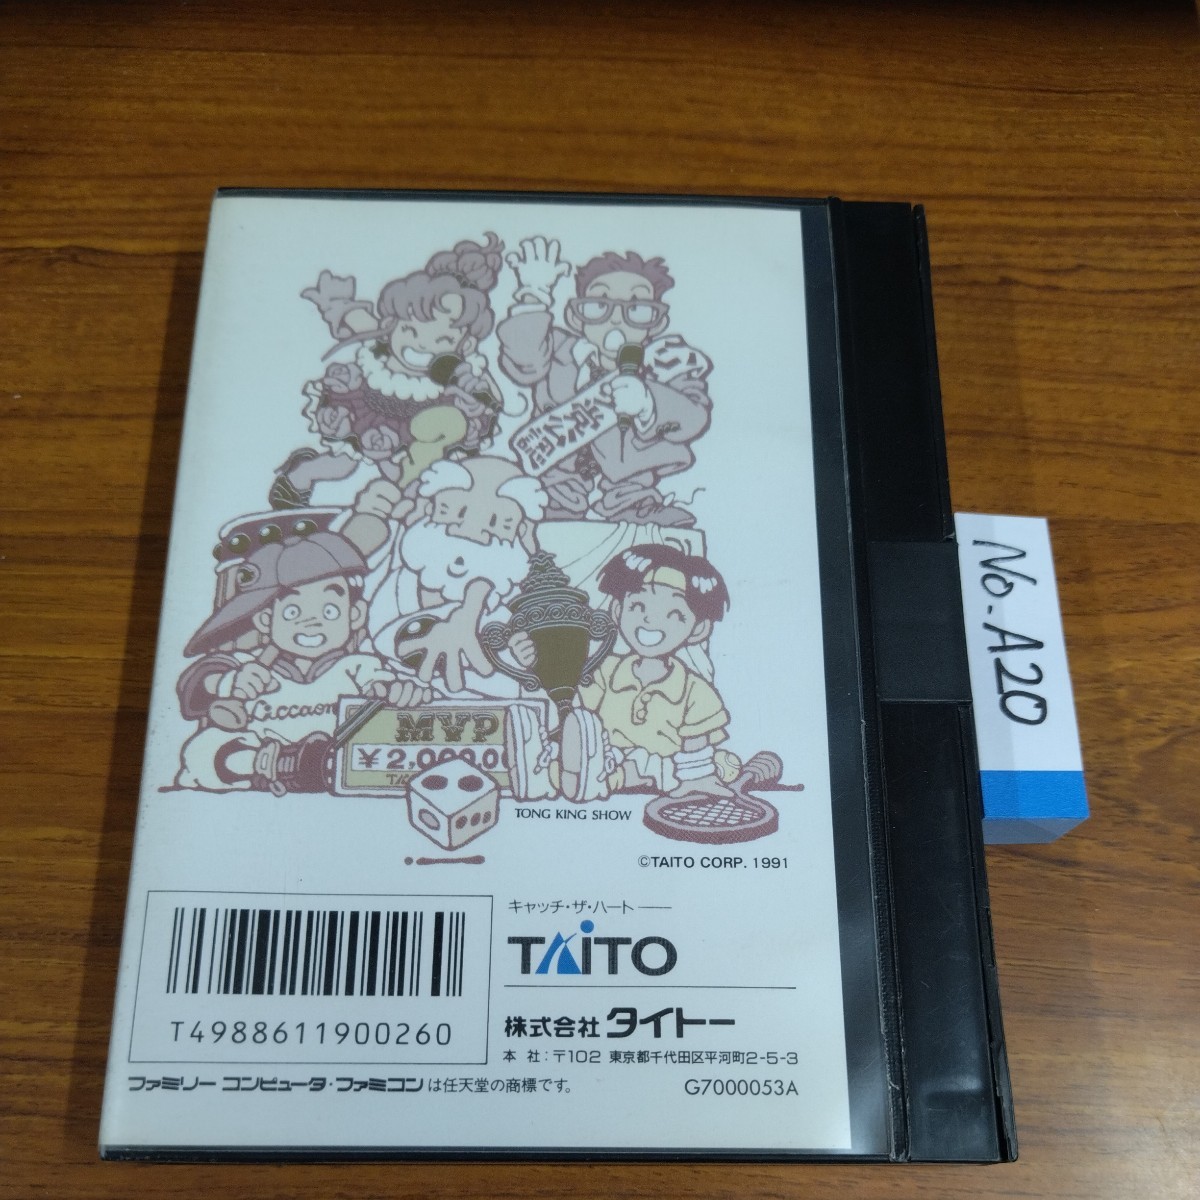 Liccaon
MVP
¥2,000,00
TONG KING SHOW
©TAITO CORP. 1991
No.A20
キャッチ・ザ・ハート
TAiTO
株式会社 タイトー
本 社:〒102 東京都千代田区平河町2-5-3
T4988611900260
ファミリー コンピュータ・ファミコン は任天堂の商標です。
G7000053A